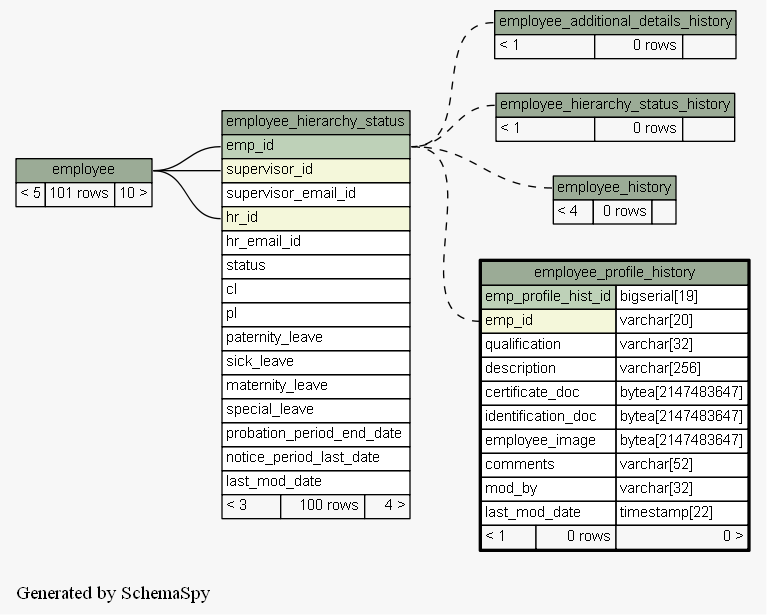 employee_additional_details_history
< 1 0 rows
employee_hierarchy_status_history
< 1 0 rows
employee_history
< 4 0 rows
employee
< 5 101 rows 10 >
employee_hierarchy_status
emp_id
supervisor_id
supervisor_email_id
hr_id
hr_email_id
status
cl
pl
paternity_leave
sick_leave
maternity_leave
special_leave
probation_period_end_date
notice_period_last_date
last_mod_date
< 3 100 rows 4 >
employee_profile_history
emp_profile_hist_id bigserial[19]
emp_id varchar[20]
qualification varchar[32]
description varchar[256]
certificate_doc bytea[2147483647]
identification_doc bytea[2147483647]
employee_image bytea[2147483647]
comments varchar[52]
mod_by varchar[32]
last_mod_date timestamp[22]
< 1 0 rows 0 >
Generated by SchemaSpy